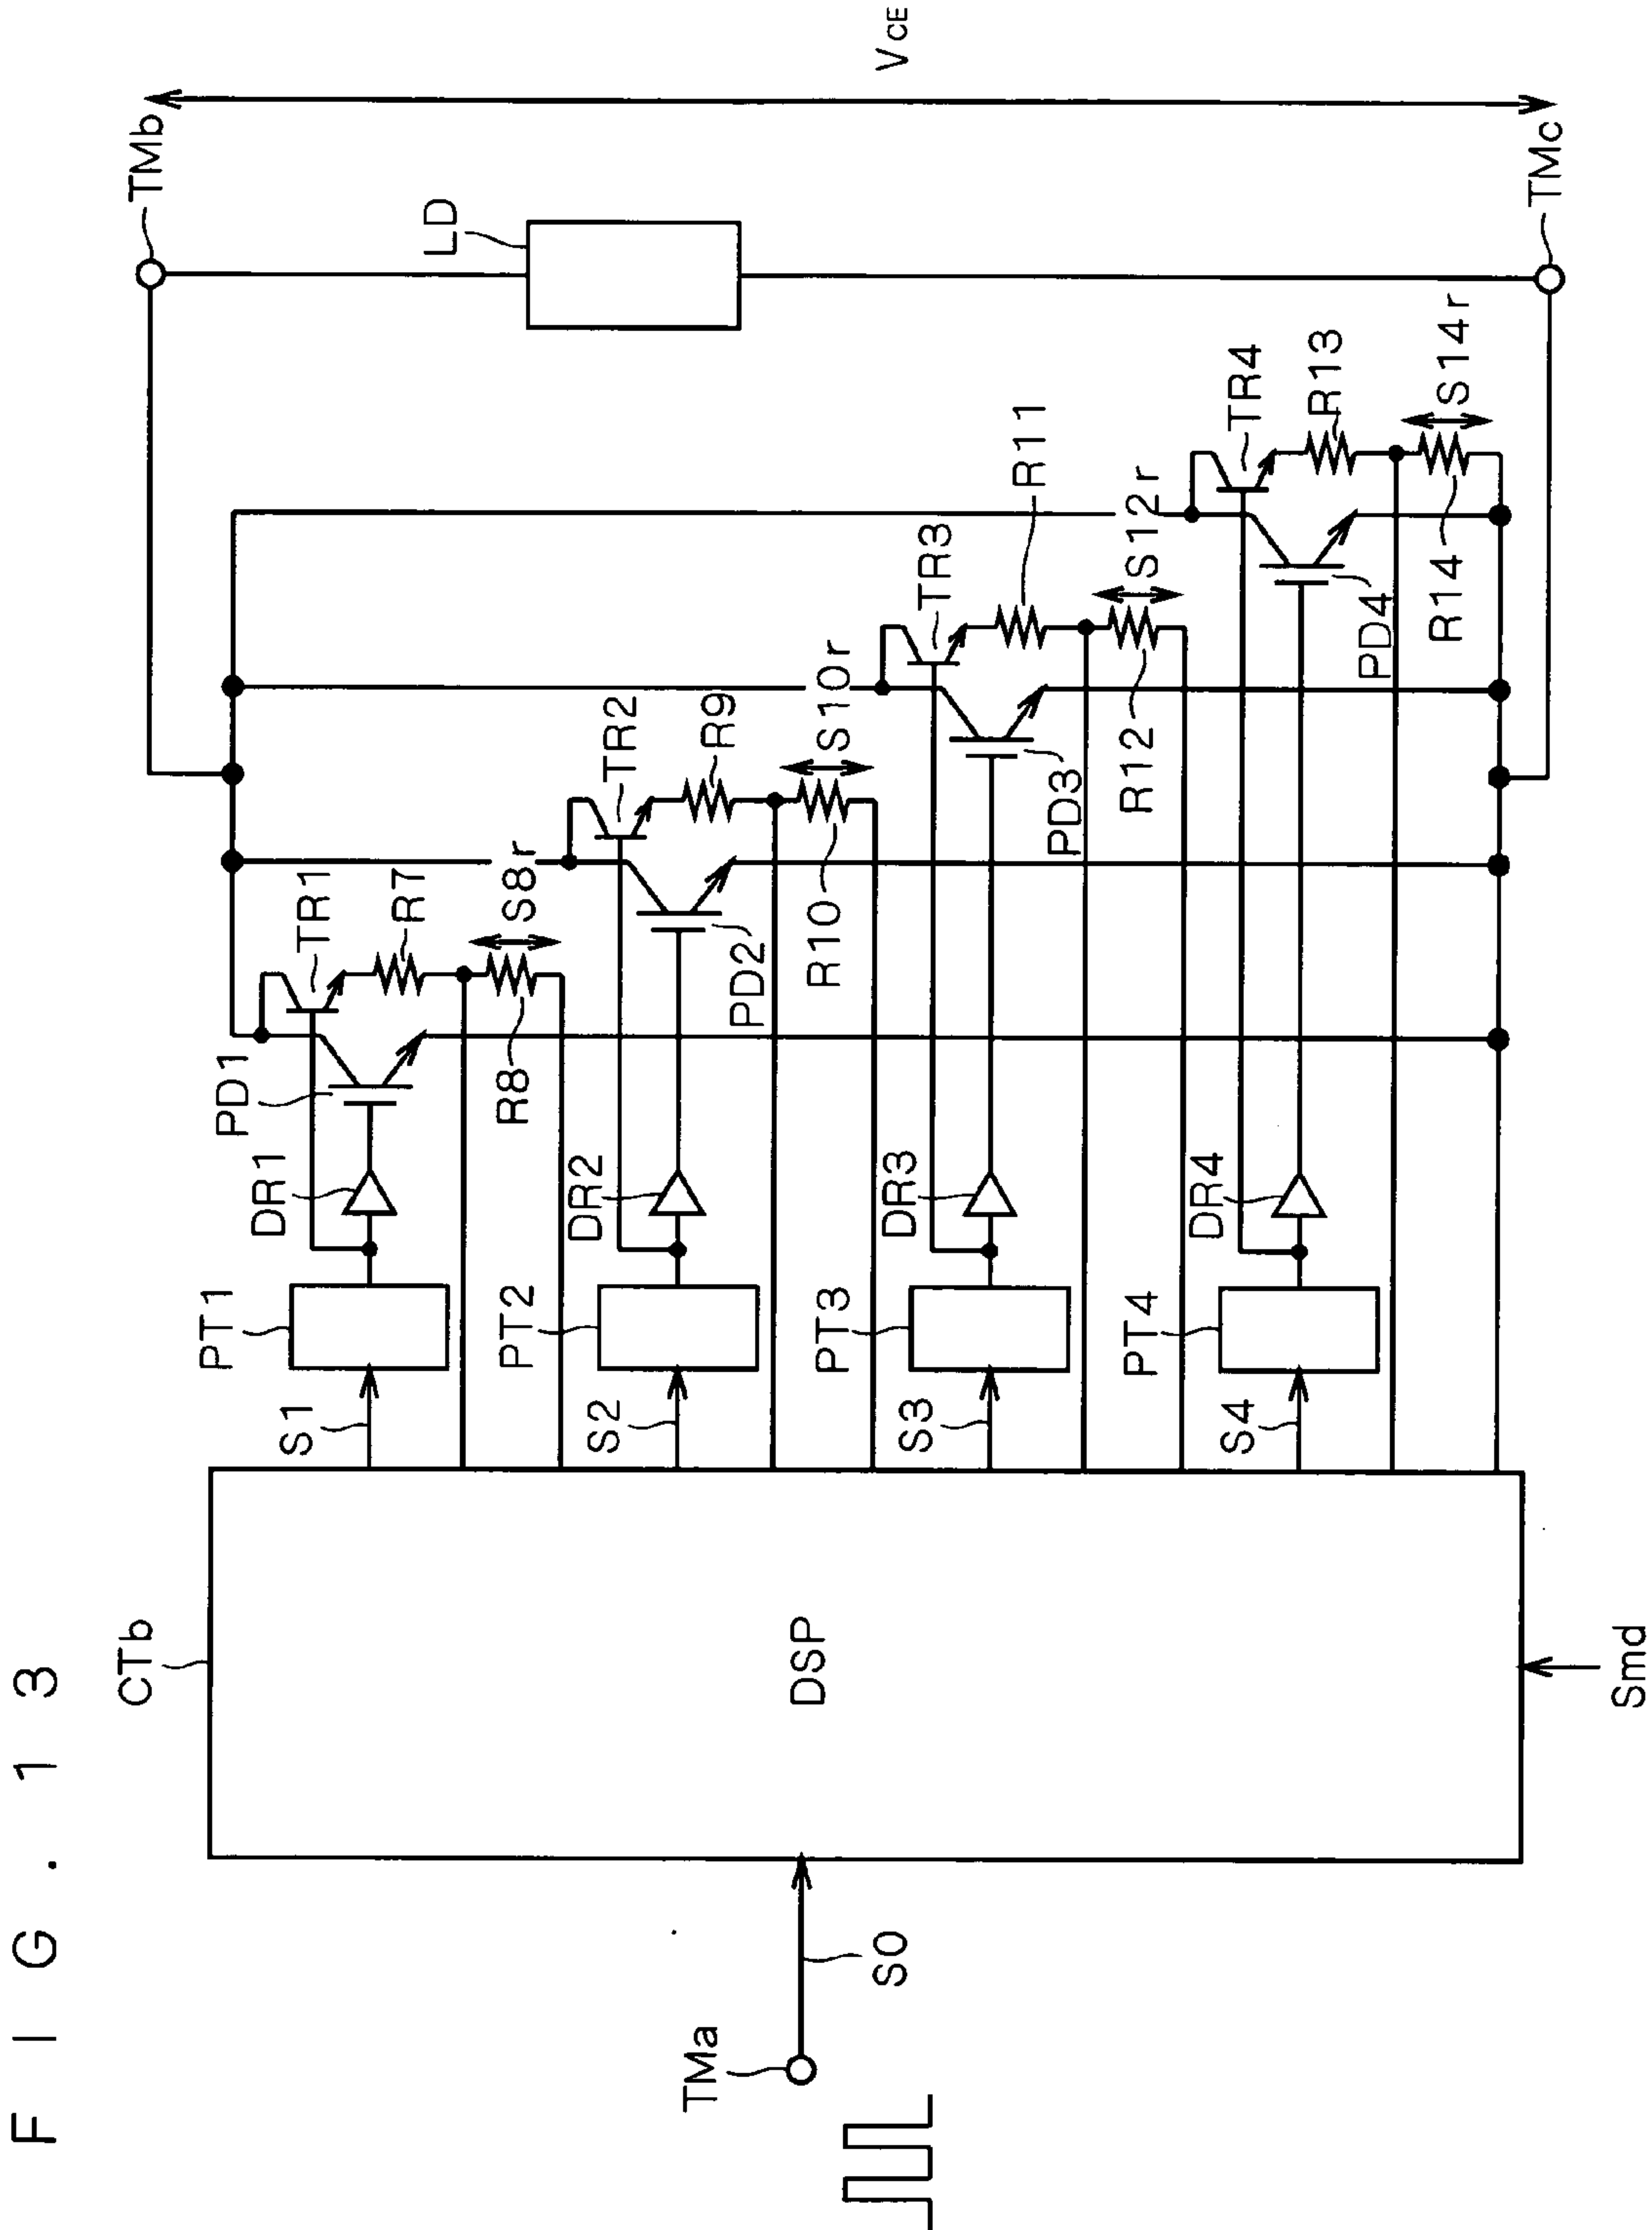 FIG. 13
CTb
DSP
TMa
S0
Smd
S1
PT1
DR1
PD1
TR1
R7
R8
S8r
S2
PT2
DR2
PD2
TR2
R9
R10
S10r
S3
PT3
DR3
PD3
TR3
R11
R12
S12r
S4
PT4
DR4
PD4
TR4
R13
R14
S14r
LD
TMb
TMc
VCE